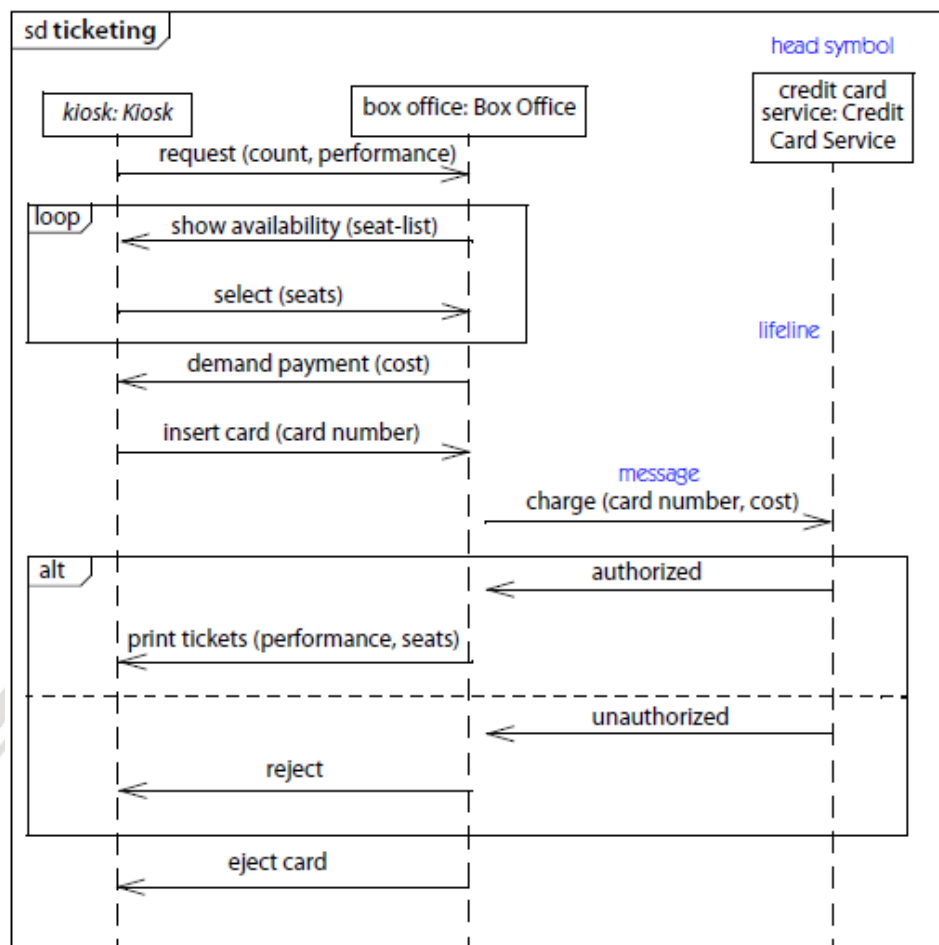 sd ticketing
head symbol
kiosk: Kiosk
box office: Box Office
credit card
service: Credit
Card Service
request (count, performance)
loop
show availability (seat-list)
select (seats)
lifeline
demand payment (cost)
insert card (card number)
message
charge (card number, cost)
alt
authorized
print tickets (performance, seats)
unauthorized
reject
eject card